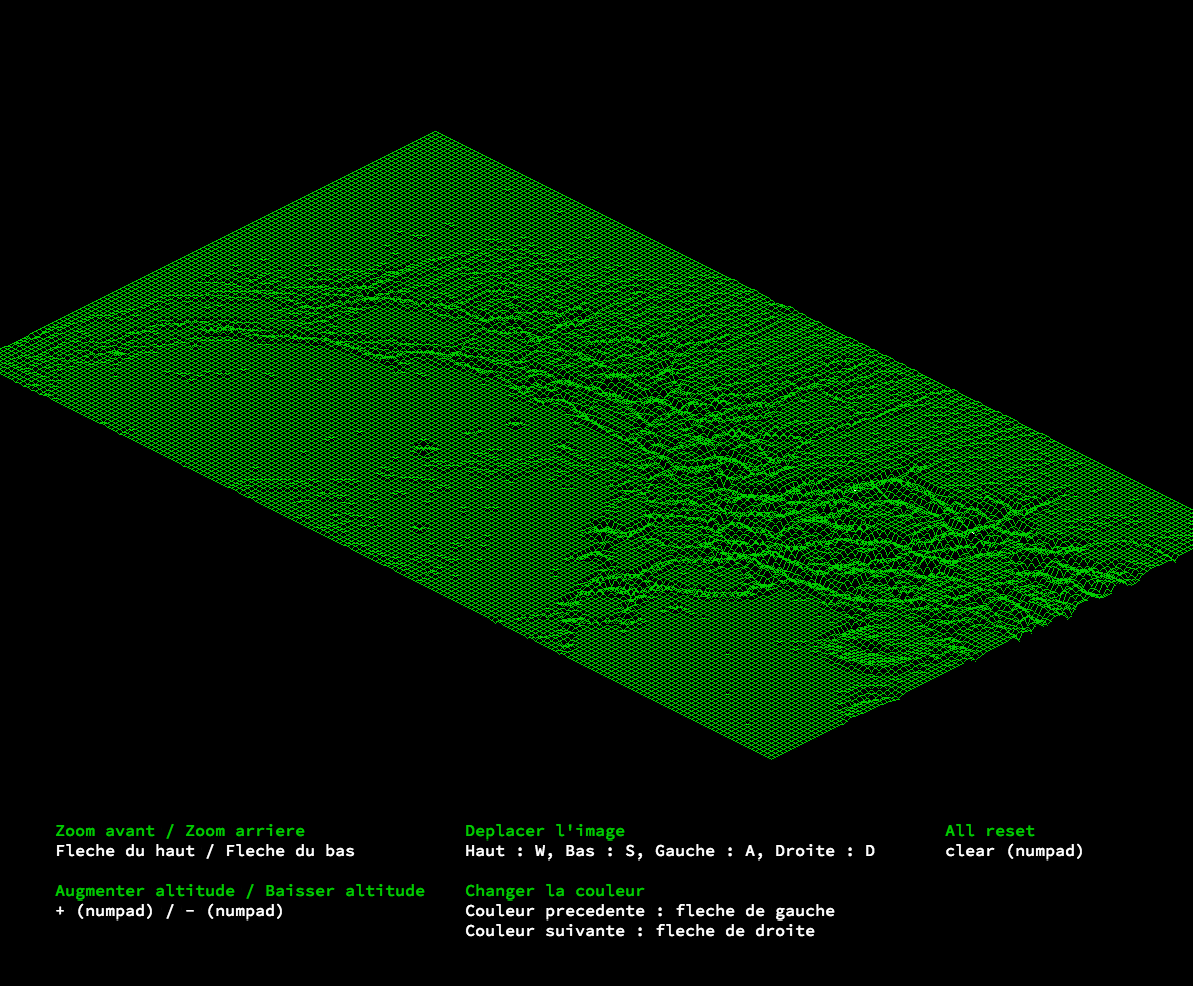 Zoom avant / Zoom arriere
Fleche du haut / Fleche du bas
Augmenter altitude / Baisser altitude
+ (numpad) / - (numpad)
Deplacer l'image
Haut : W, Bas : S, Gauche : A, Droite : D
Changer la couleur
Couleur precedente : fleche de gauche
Couleur suivante : fleche de droite
All reset
clear (numpad)